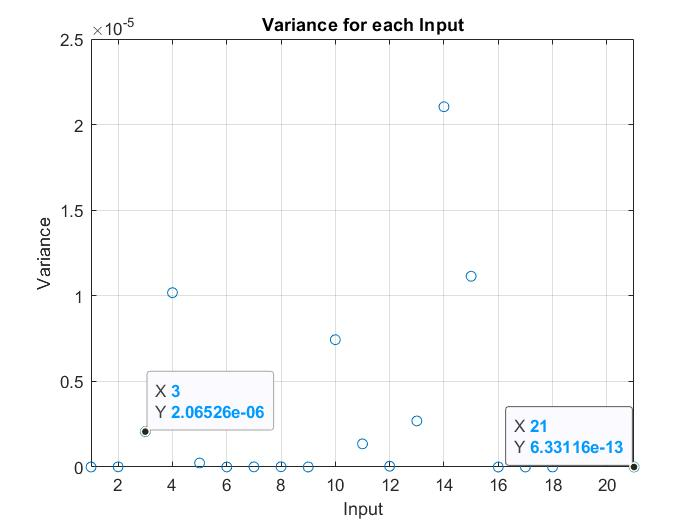 Variance for each Input
×10-5
2.5
2
1.5
1
0.5
0
Variance
X 3
Y 2.06526e-06
X 21
Y 6.33116e-13
2 4 6 8 10 12 14 16 18 20
Input